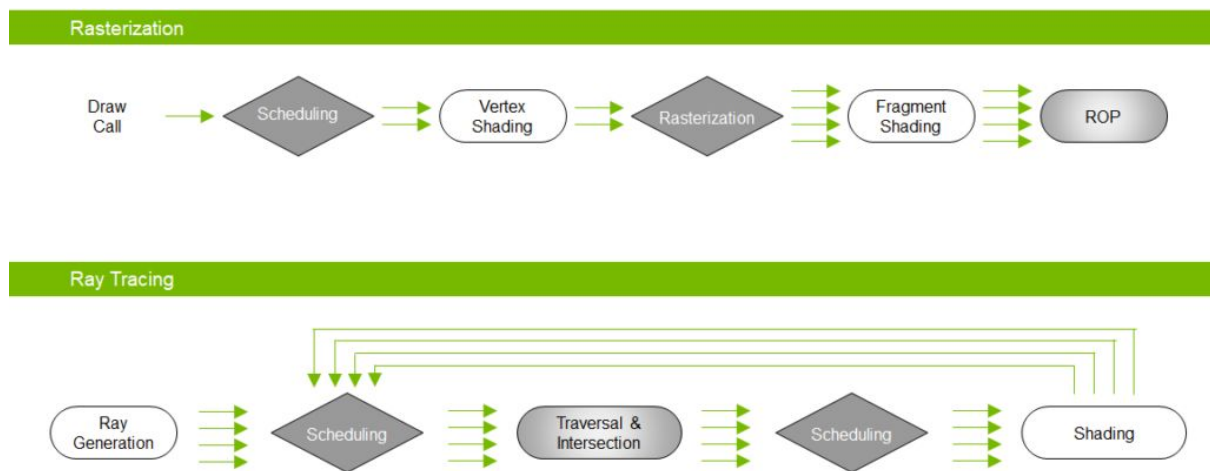 Rasterization
Draw
Call
Scheduling
Vertex
Shading
Rasterization
Fragment
Shading
ROP
Ray Tracing
Ray
Generation
Scheduling
Traversal &
Intersection
Scheduling
Shading